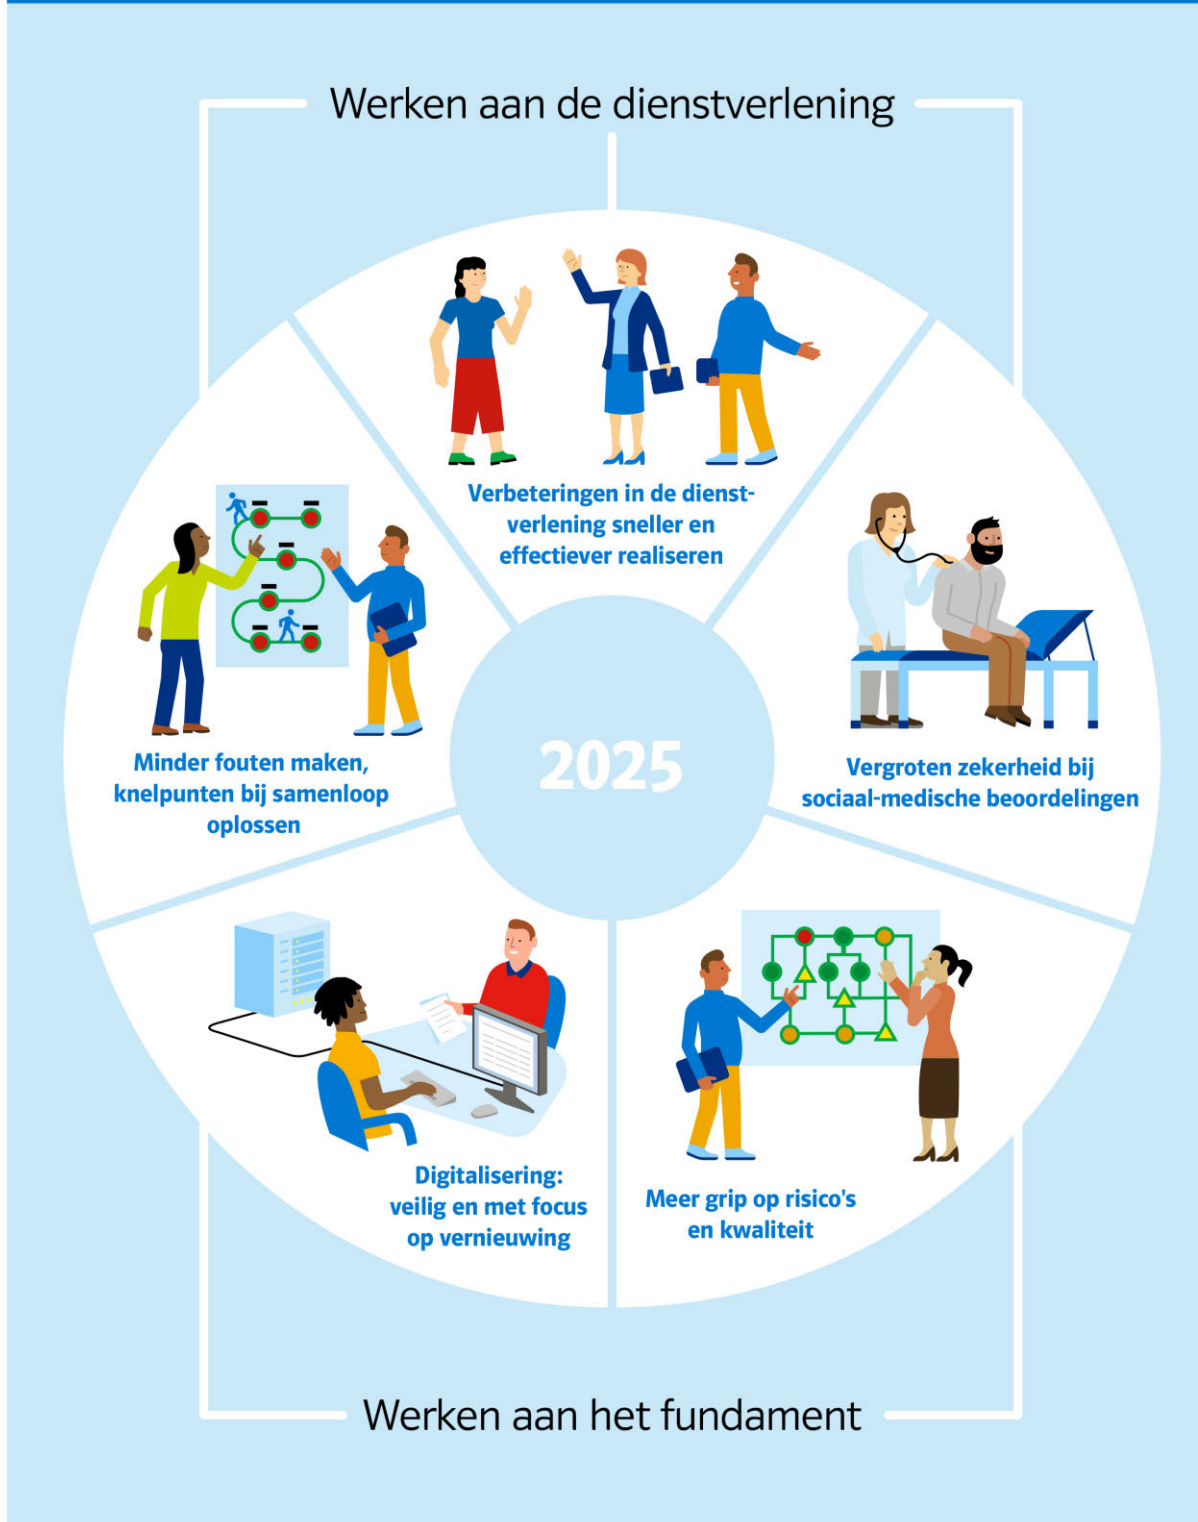 Werken aan de dienstverlening
Verbeteringen in de dienst-
verlening sneller en
effectiever realiseren
Minder fouten maken,
knelpunten bij samenloop
oplossen
2025
Vergroten zekerheid bij
sociaal-medische beoordelingen
Digitalisering:
veilig en met focus
op vernieuwing
Meer grip op risico's
en kwaliteit
Werken aan het fundament